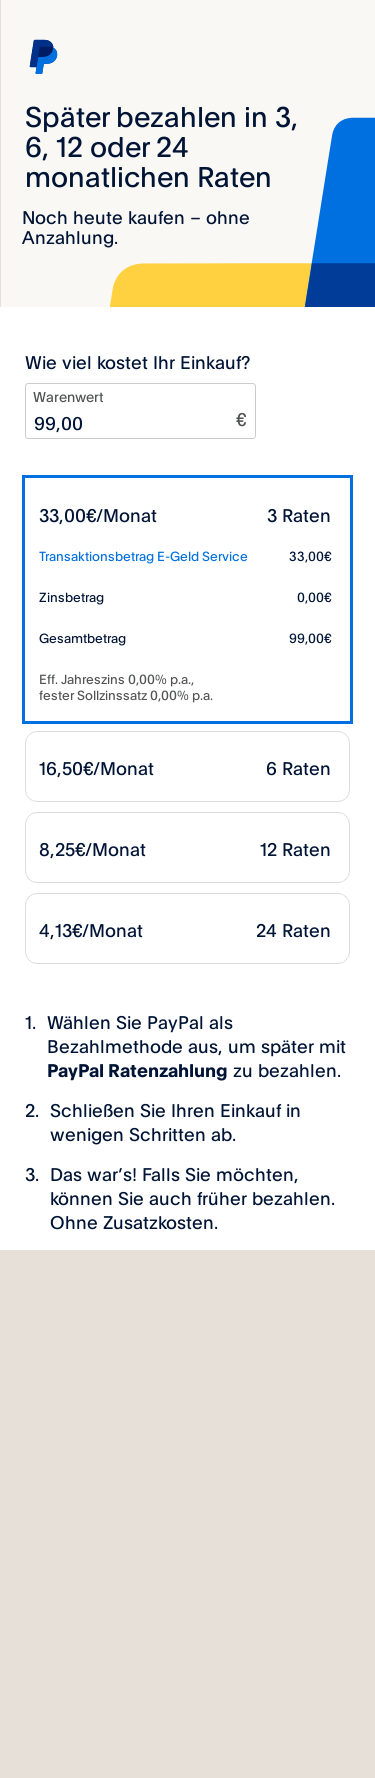 Später bezahlen in 3,
6, 12 oder 24
monatlichen Raten
Noch heute kaufen – ohne
Anzahlung.
Wie viel kostet Ihr Einkauf?
Warenwert
99,00 €
33,00€/Monat 3 Raten
Transaktionsbetrag E-Geld Service 33,00€
Zinsbetrag 0,00€
Gesamtbetrag 99,00€
Eff. Jahreszins 0,00% p.a.,
fester Sollzinssatz 0,00% p.a.
16,50€/Monat 6 Raten
8,25€/Monat 12 Raten
4,13€/Monat 24 Raten
1. Wählen Sie PayPal als
Bezahlmethode aus, um später mit
PayPal Ratenzahlung zu bezahlen.
2. Schließen Sie Ihren Einkauf in
wenigen Schritten ab.
3. Das war’s! Falls Sie möchten,
können Sie auch früher bezahlen.
Ohne Zusatzkosten.